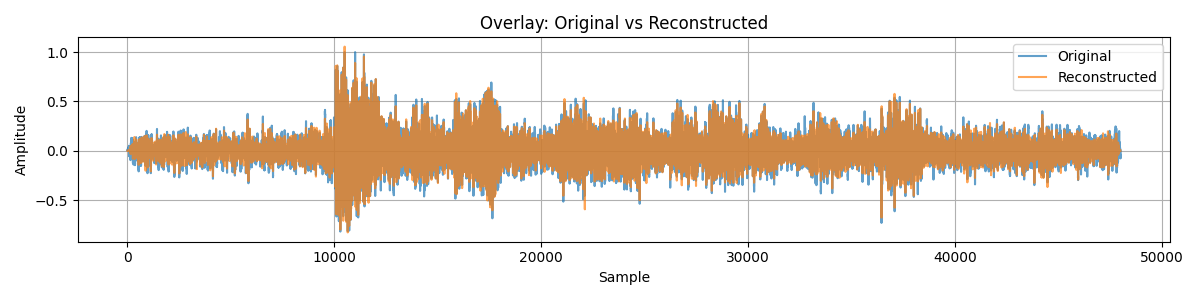 Overlay: Original vs Reconstructed
Original
Reconstructed
Amplitude
1.0
0.5
0.0
−0.5
0 10000 20000 30000 40000 50000
Sample